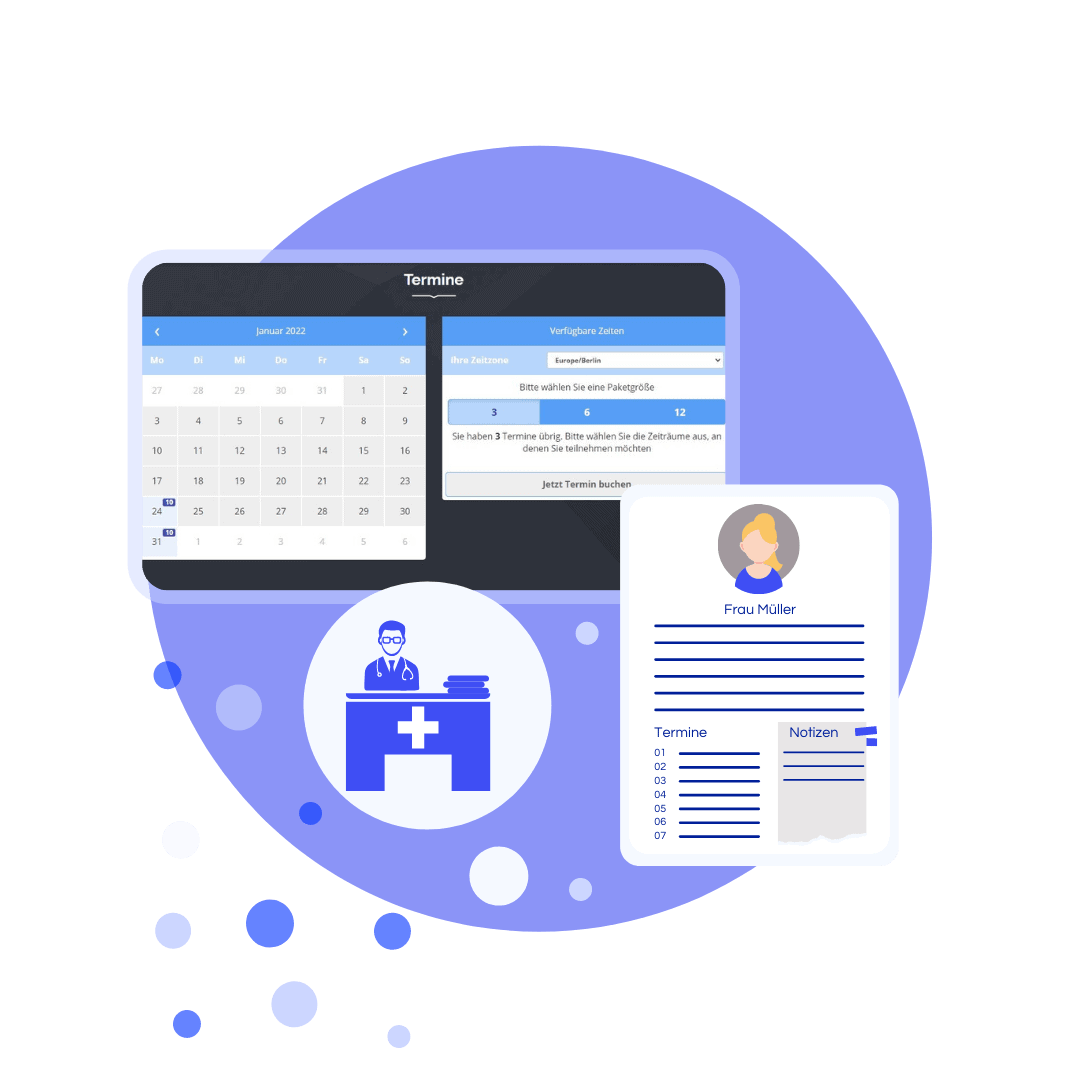 Termine
‹ Januar 2022 ›
Mo Di Mi Do Fr Sa So
27 28 29 30 31 1 2
3 4 5 6 7 8 9
10 11 12 13 14 15 16
17 18 19 20 21 22 23
10
24 25 26 27 28 29 30
10
31 1 2 3 4 5 6
Verfügbare Zeiten
Ihre Zeitzone Europe/Berlin
Bitte wählen Sie eine Paketgröße
3 6 12
Sie haben 3 Termine übrig. Bitte wählen Sie die Zeiträume aus, an
denen Sie teilnehmen möchten
Jetzt Termin buchen
Frau Müller
Termine
01
02
03
04
05
06
07
Notizen